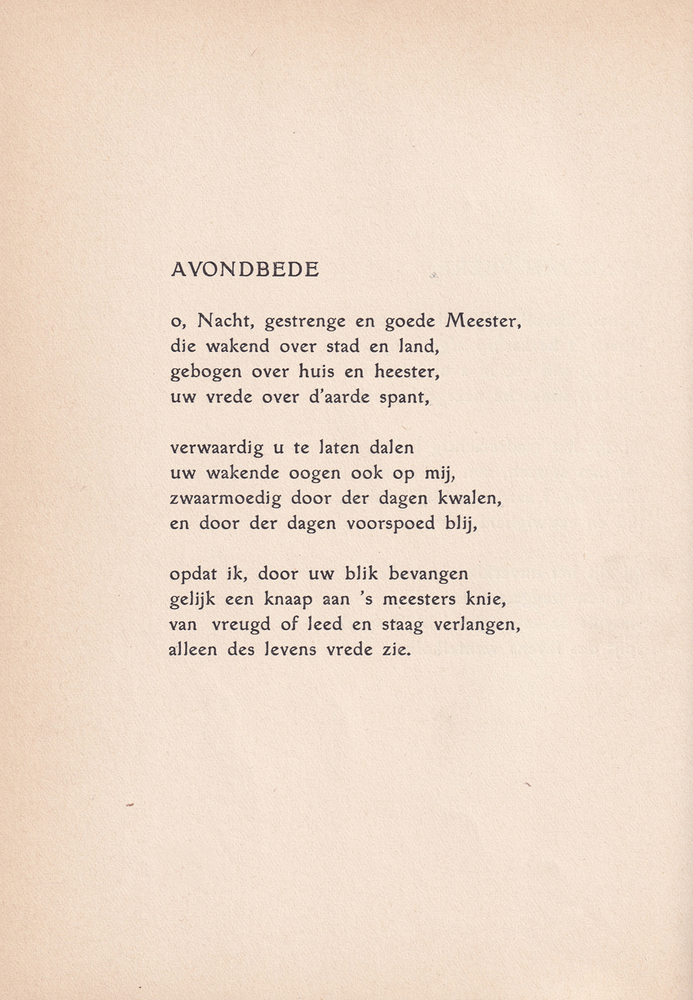 AVONDBEDE
o, Nacht, gestrenge en goede Meester,
die wakend over stad en land,
gebogen over huis en heester,
uw vrede over d'aarde spant,
verwaardig u te laten dalen
uw wakende oogen ook op mij,
zwaarmoedig door der dagen kwalen,
en door der dagen voorspoed blij,
opdat ik, door uw blik bevangen
gelijk een knaap aan 's meesters knie,
van vreugd of leed en staag verlangen,
alleen des levens vrede zie.